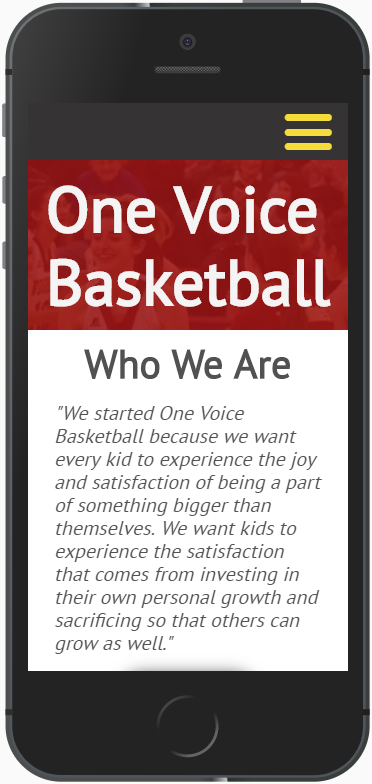 One Voice
Basketball
Who We Are
"We started One Voice
Basketball because we want
every kid to experience the joy
and satisfaction of being a part
of something bigger than
themselves. We want kids to
experience the satisfaction
that comes from investing in
their own personal growth and
sacrificing so that others can
grow as well."